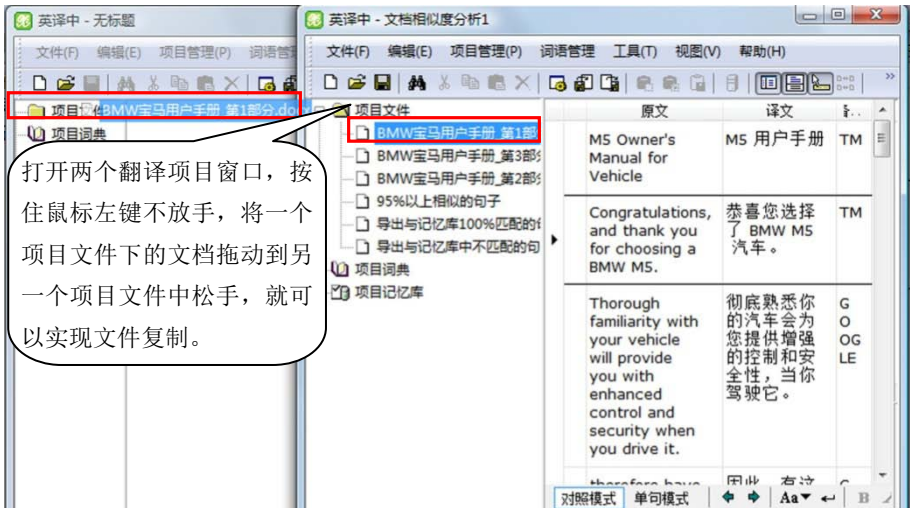 英译中 - 无标题
文件(F) 编辑(E) 项目管理(P) 词语管
项目
BMW宝马用户手册 第1部分.do
项目词典
打开两个翻译项目窗口，按
住鼠标左键不放手，将一个
项目文件下的文档拖动到另
一个项目文件中松手，就可
以实现文件复制。
英译中 - 文档相似度分析1
文件(F) 编辑(E) 项目管理(P) 词语管理 工具(T) 视图(V) 帮助(H)
项目文件
BMW宝马用户手册_第1部
BMW宝马用户手册_第3部
BMW宝马用户手册_第2部
95%以上相似的句子
导出与记忆库100%匹配的
导出与记忆库中不匹配的句
项目词典
项目记忆库
原文 译文
M5 Owner's
Manual for
Vehicle
M5 用户手册
TM
Congratulations,
and thank you
for choosing a
BMW M5.
恭喜您选择
了 BMW M5
汽车。
TM
Thorough
familiarity with
your vehicle
will provide
you with
enhanced
control and
security when
you drive it.
彻底熟悉你
的汽车会为
您提供增强
的控制和安
全性，当你
驾驶它。
G
O
OG
LE
therefore have
因此，有这
对照模式 单句模式 Aa B